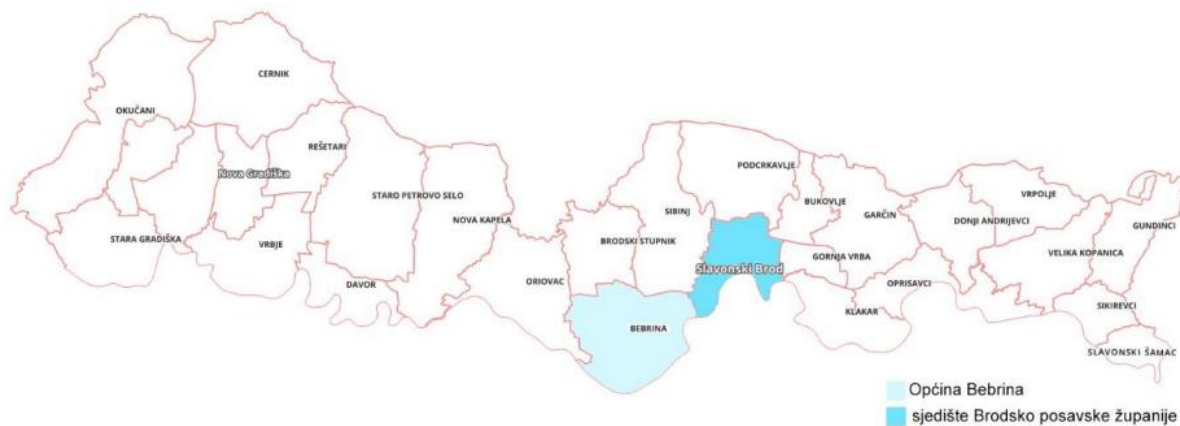 CERNIK
OKUČANI
REŠETARI
Nova Gradiška
STARO PETROVO SELO
NOVA KAPELA
STARA GRADIŠKA
VRBJE
DAVOR
ORIOVAC
BRODSKI STUPNIK
SIBINJ
PODCRKAVLJE
BUKOVLJE
GARČIN
Slavonski Brod
GORNJA VRBA
OPRISAVCI
KLAKAR
BEBRINA
DONJI ANDRIJEVCI
VRPOLJE
GUNDINCI
VELIKA KOPANICA
SIKIREVCI
SLAVONSKI ŠAMAC
Općina Bebrina
sjedište Brodsko posavske županije